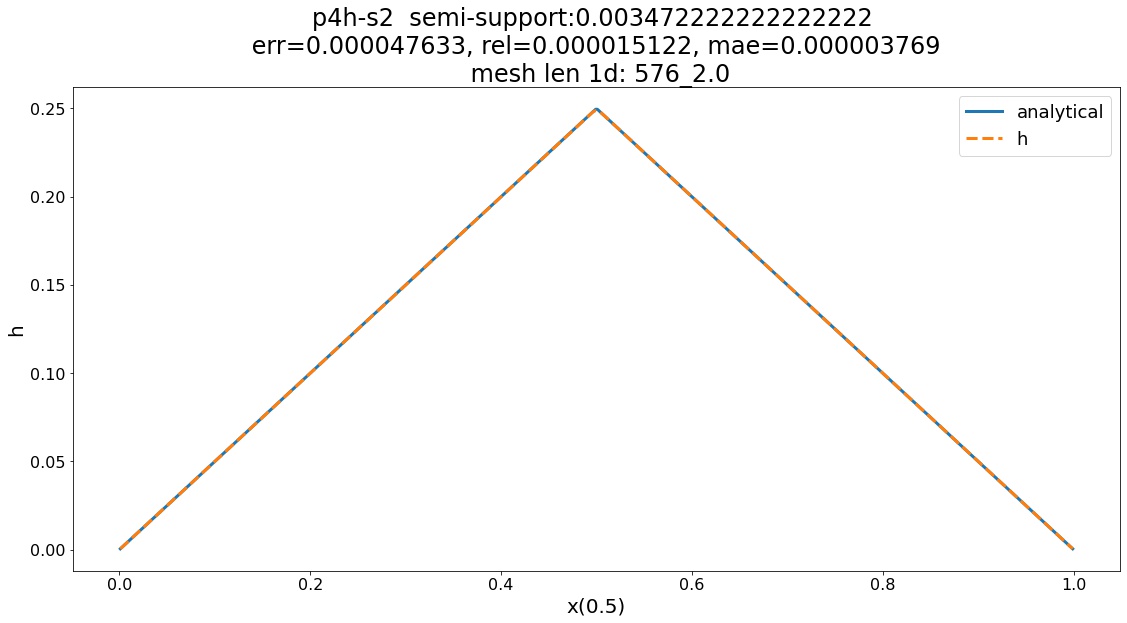 p4h-s2  semi-support:0.003472222222222222
err=0.000047633, rel=0.000015122, mae=0.000003769
mesh len 1d: 576_2.0
analytical
h
0.25
0.20
0.15
0.10
0.05
0.00
h
0.0 0.2 0.4 0.6 0.8 1.0
x(0.5)